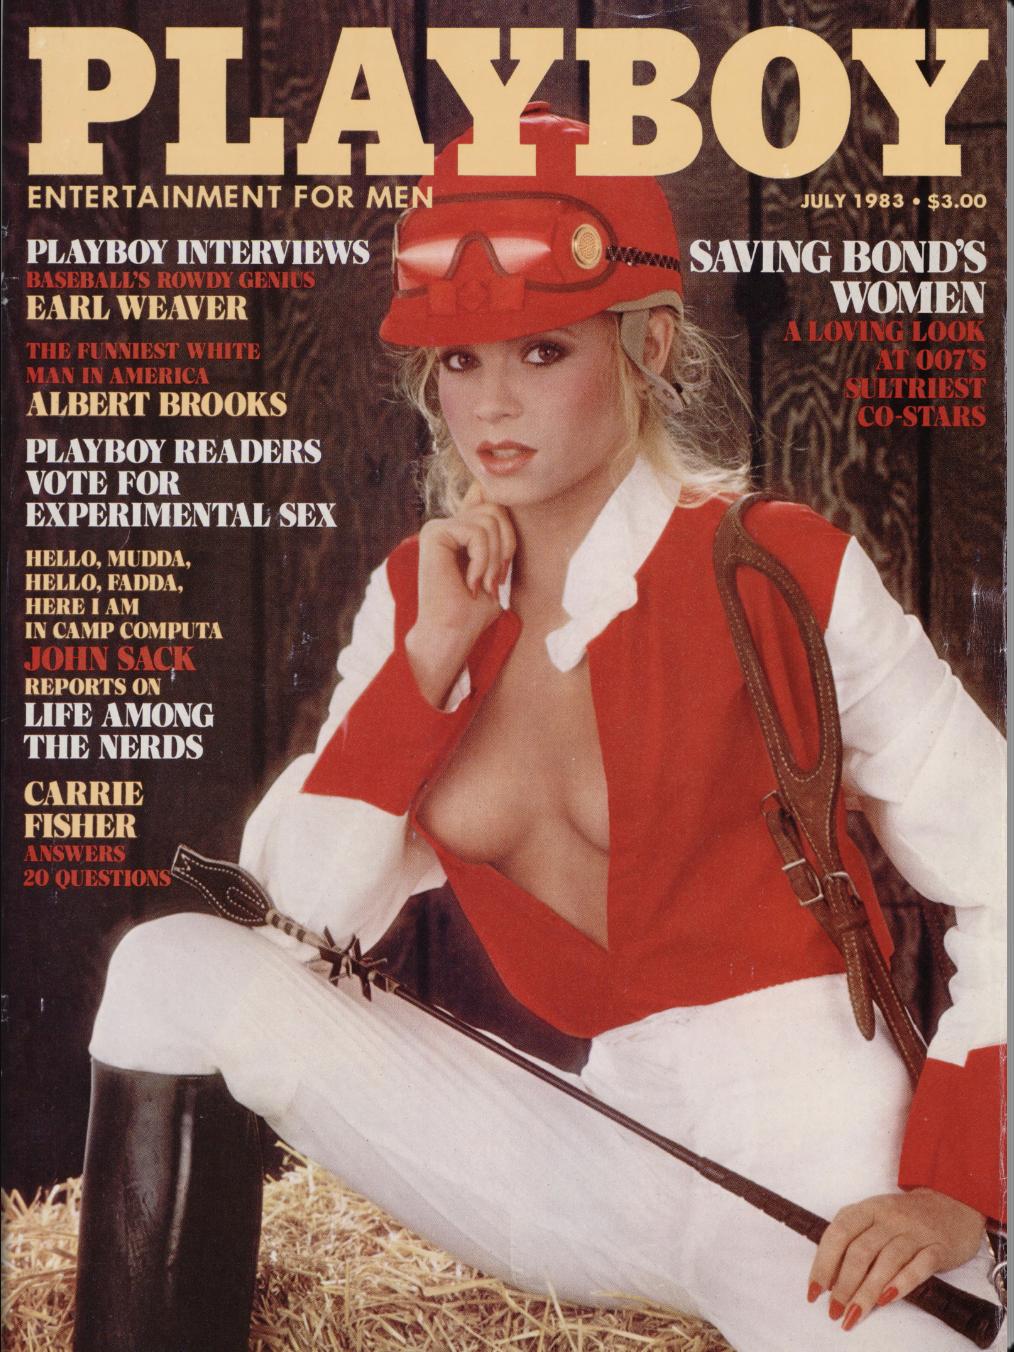 PLAYBOY
ENTERTAINMENT FOR MEN
JULY 1983 • $3.00
PLAYBOY INTERVIEWS
BASEBALL'S ROWDY GENIUS
EARL WEAVER
THE FUNNIEST WHITE
MAN IN AMERICA
ALBERT BROOKS
PLAYBOY READERS
VOTE FOR
EXPERIMENTAL SEX
HELLO, MUDDA,
HELLO, FADDA,
HERE I AM
IN CAMP COMPUTA
JOHN SACK
REPORTS ON
LIFE AMONG
THE NERDS
CARRIE
FISHER
ANSWERS
20 QUESTIONS
SAVING BOND'S
WOMEN
A LOVING LOOK
AT 007'S
SULTRIEST
CO-STARS